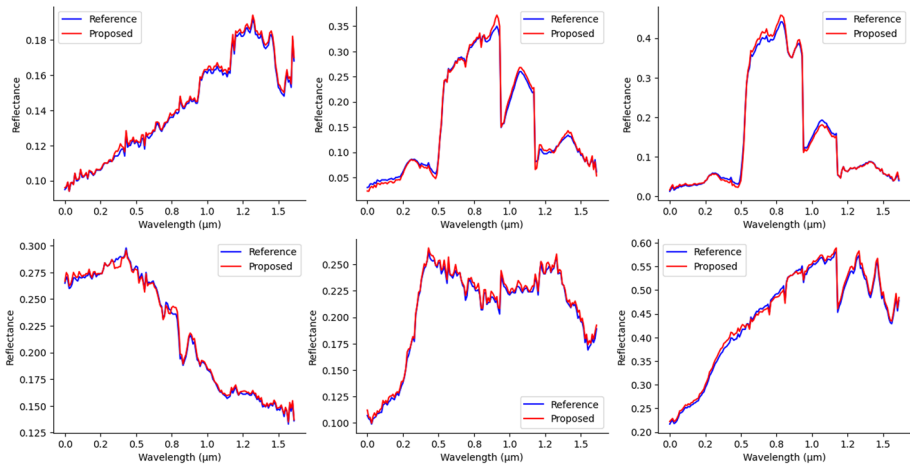 Reference
Proposed
0.18
0.16
0.14
0.12
0.10
Reflectance
0.0 0.2 0.5 0.8 1.0 1.2 1.5
Wavelength (μm)
Reference
Proposed
0.35
0.30
0.25
0.20
0.15
0.10
0.05
Reflectance
0.0 0.2 0.5 0.8 1.0 1.2 1.5
Wavelength (μm)
Reference
Proposed
0.4
0.3
0.2
0.1
0.0
Reflectance
0.0 0.2 0.5 0.8 1.0 1.2 1.5
Wavelength (μm)
Reference
Proposed
0.300
0.275
0.250
0.225
0.200
0.175
0.150
0.125
Reflectance
0.0 0.2 0.5 0.8 1.0 1.2 1.5
Wavelength (μm)
0.250
0.225
0.200
0.175
0.150
0.125
0.100
Reflectance
Reference
Proposed
0.0 0.2 0.5 0.8 1.0 1.2 1.5
Wavelength (μm)
Reference
Proposed
0.60
0.55
0.50
0.45
0.40
0.35
0.30
0.25
0.20
Reflectance
0.0 0.2 0.5 0.8 1.0 1.2 1.5
Wavelength (μm)